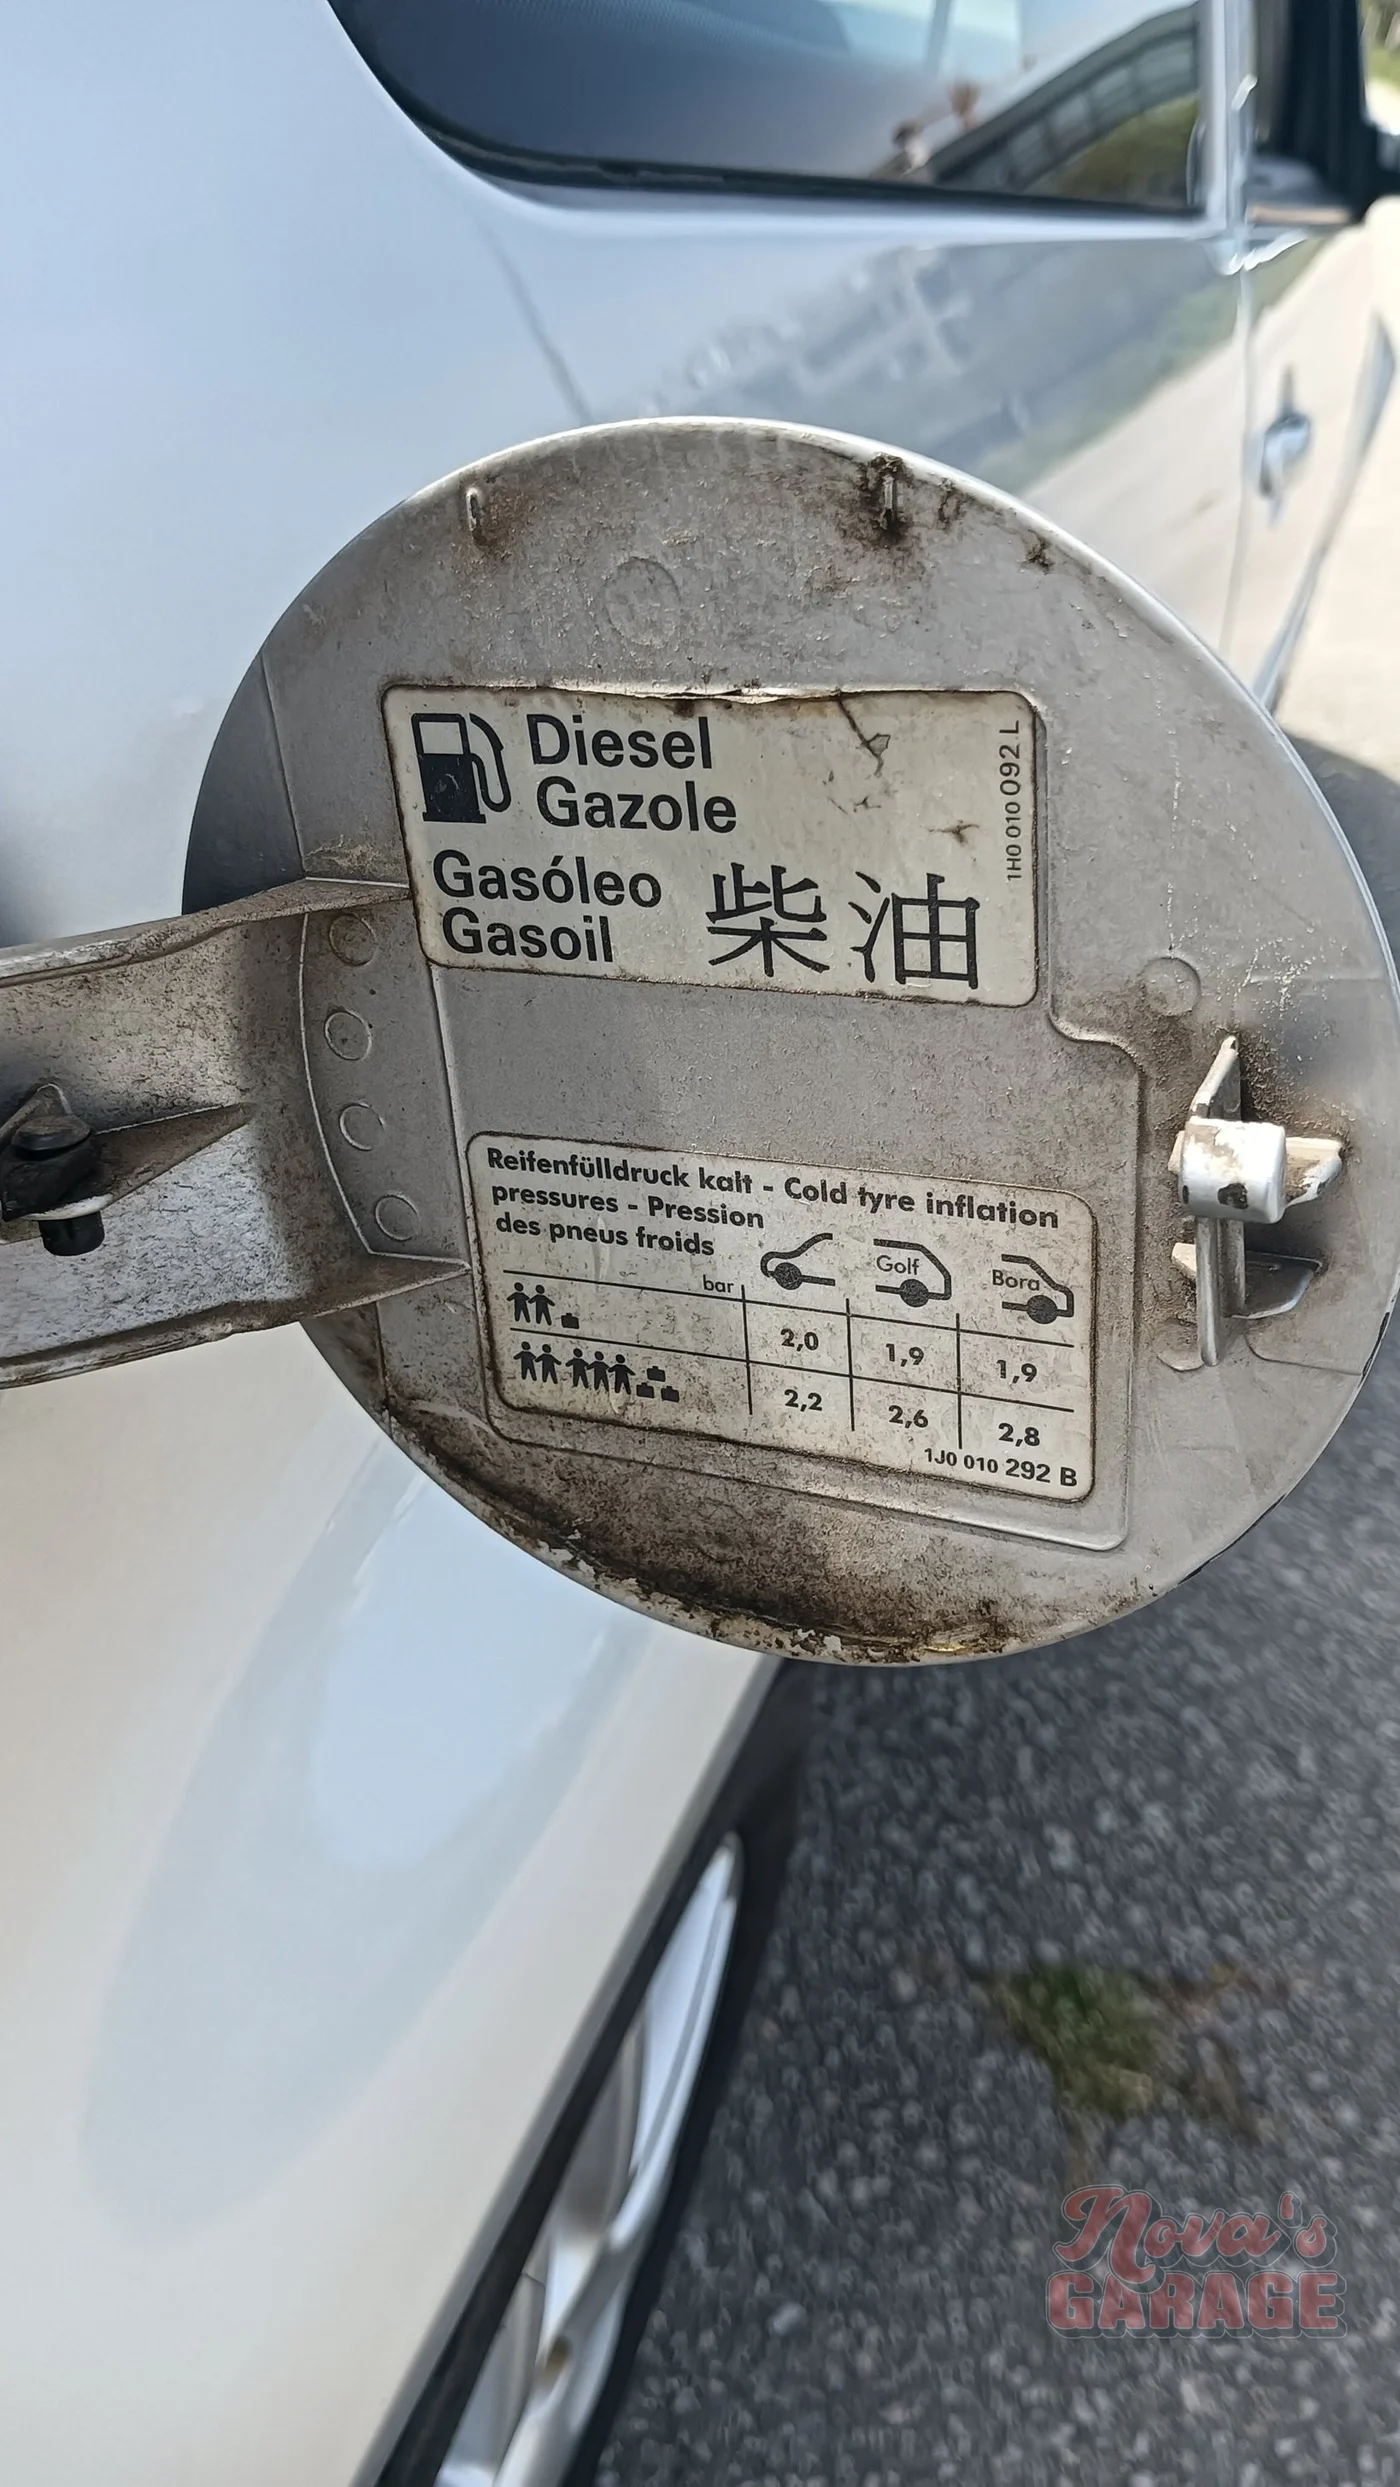 Diesel
Gazole
Gasóleo
Gasoil
柴油
1H0 010 092 L
Reifenfülldruck kalt - Cold tyre inflation
pressures - Pression
des pneus froids
bar
Golf
Bora
2,0 1,9 1,9
2,2 2,6 2,8
1J0 010 292 B
Nova's
GARAGE